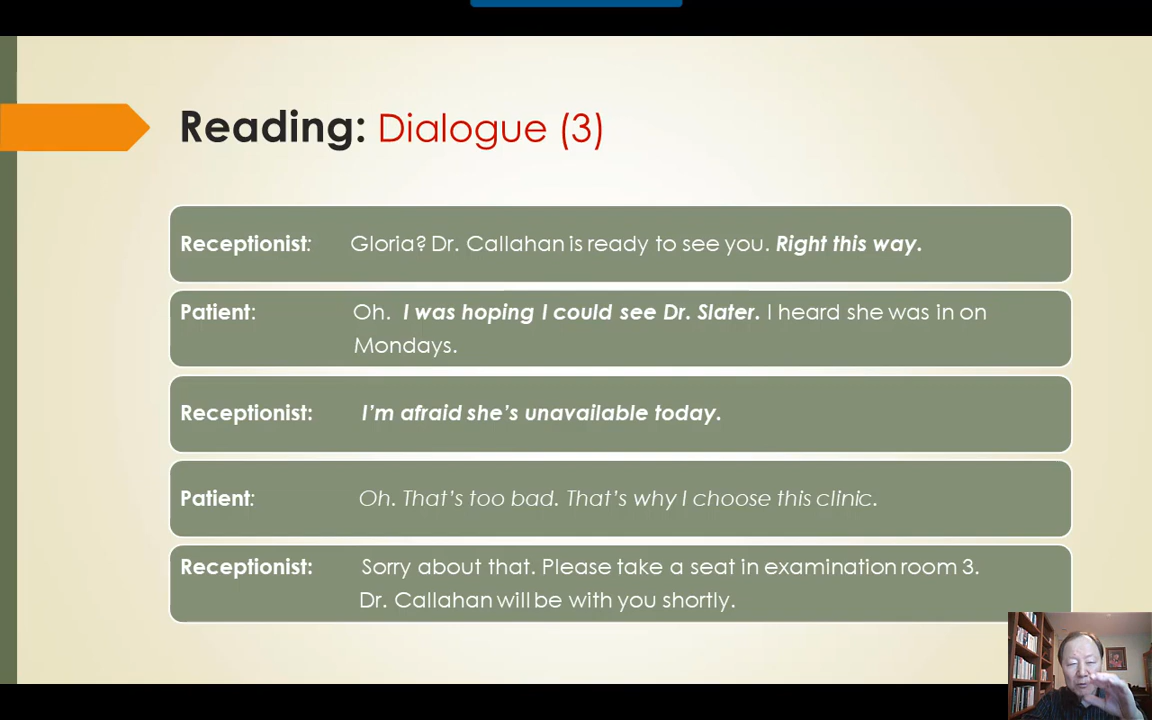 Reading: Dialogue (3)
Receptionist: Gloria? Dr. Callahan is ready to see you. Right this way.
Patient: Oh. I was hoping I could see Dr. Slater. I heard she was in on
Mondays.
Receptionist: I'm afraid she's unavailable today.
Patient: Oh. That's too bad. That's why I choose this clinic.
Receptionist: Sorry about that. Please take a seat in examination room 3.
Dr. Callahan will be with you shortly.